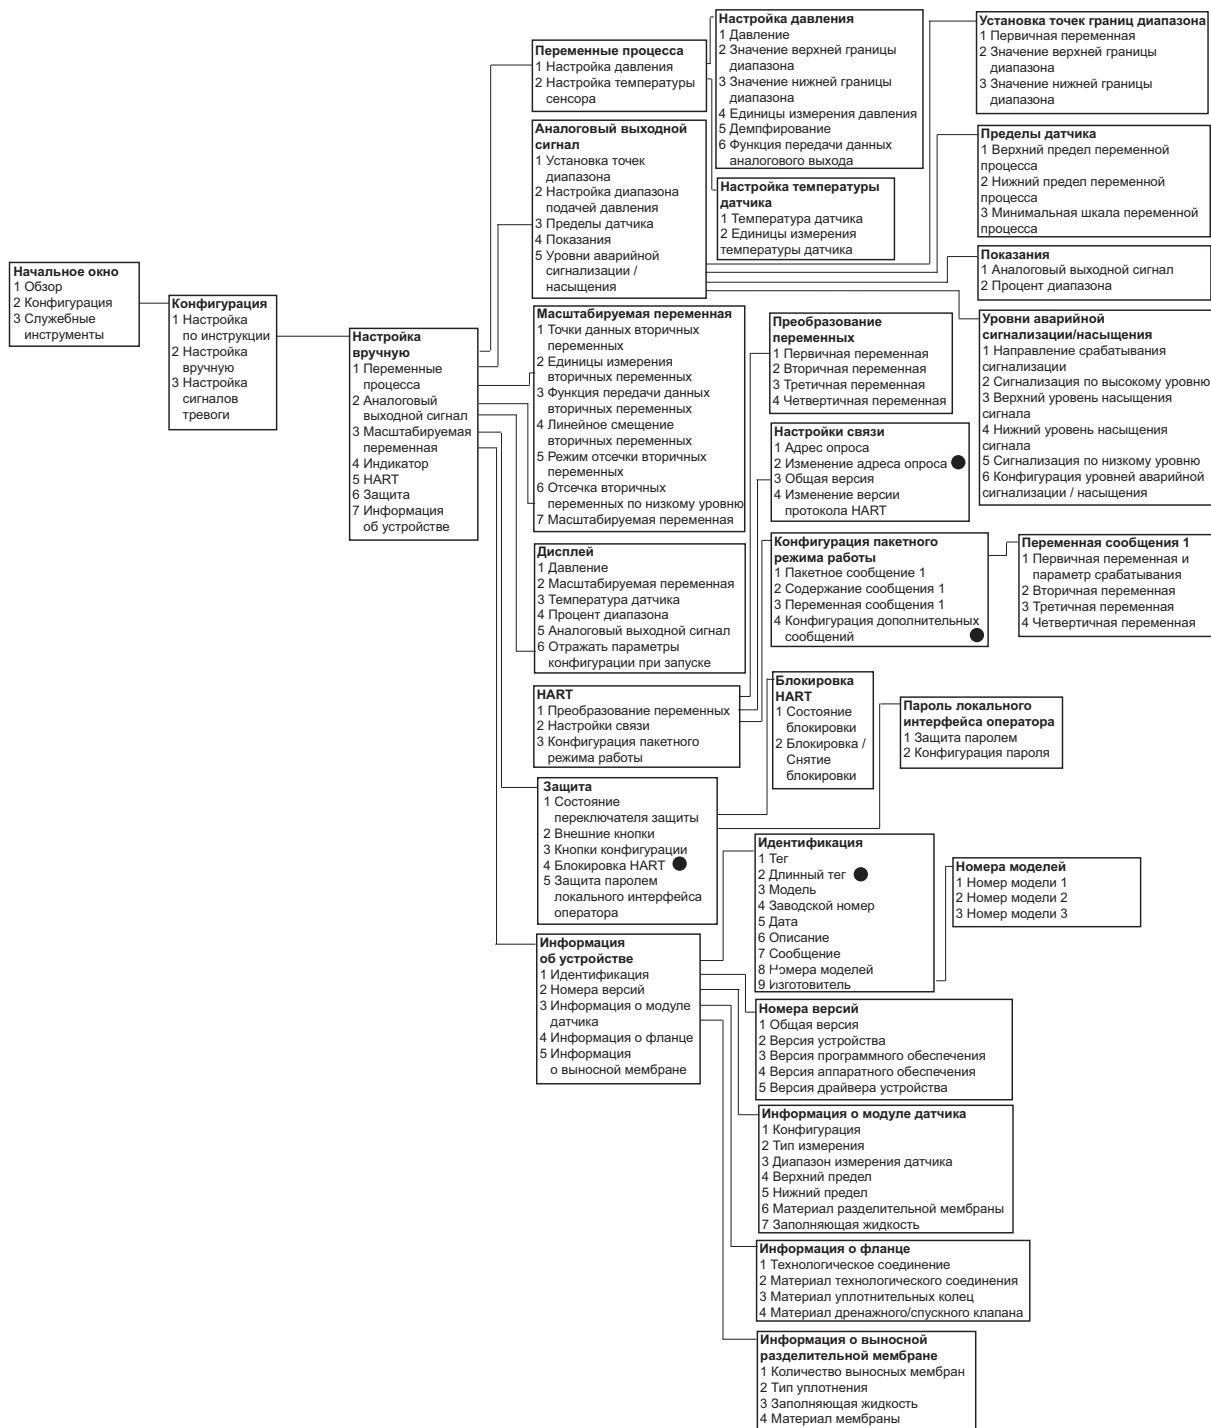 Начальное окно
1 Обзор
2 Конфигурация
3 Служебные
инструменты
Конфигурация
1 Настройка
по инструкции
2 Настройка
вручную
3 Настройка
сигналов
тревоги
Настройка
вручную
1 Переменные
процесса
2 Аналоговый
выходной сигнал
3 Масштабируемая
переменная
4 Индикатор
5 HART
6 Защита
7 Информация
об устройстве
Переменные процесса
1 Настройка давления
2 Настройка температуры
сенсора
Аналоговый выходной
сигнал
1 Установка точек
диапазона
2 Настройка диапазона
подачей давления
3 Пределы датчика
4 Показания
5 Уровни аварийной
сигнализации /
насыщения
Масштабируемая переменная
1 Точки данных вторичных
переменных
2 Единицы измерения
вторичных переменных
3 Функция передачи данных
вторичных переменных
4 Линейное смещение
вторичных переменных
5 Режим отсечки вторичных
переменных
6 Отсечка вторичных
переменных по низкому уровню
7 Масштабируемая переменная
Дисплей
1 Давление
2 Масштабируемая переменная
3 Температура датчика
4 Процент диапазона
5 Аналоговый выходной сигнал
6 Отражать параметры
конфигурации при запуске
HART
1 Преобразование переменных
2 Настройки связи
3 Конфигурация пакетного
режима работы
Защита
1 Состояние
переключателя защиты
2 Внешние кнопки
3 Кнопки конфигурации
4 Блокировка HART
5 Защита паролем
локального интерфейса
оператора
Информация
об устройстве
1 Идентификация
2 Номера версий
3 Информация о модуле
датчика
4 Информация о фланце
5 Информация
о выносной мембране
Настройка давления
1 Давление
2 Значение верхней границы
диапазона
3 Значение нижней границы
диапазона
4 Единицы измерения давления
5 Демпфирование
6 Функция передачи данных
аналогового выхода
Настройка температуры
датчика
1 Температура датчика
2 Единицы измерения
температуры датчика
Преобразование
переменных
1 Первичная переменная
2 Вторичная переменная
3 Третичная переменная
4 Четвертичная переменная
Настройки связи
1 Адрес опроса
2 Изменение адреса опроса
3 Общая версия
4 Изменение версии
протокола HART
Конфигурация пакетного
режима работы
1 Пакетное сообщение 1
2 Содержание сообщения 1
3 Переменная сообщения 1
4 Конфигурация дополнительных
сообщений
Блокировка
HART
1 Состояние
блокировки
2 Блокировка /
Снятие
блокировки
Идентификация
1 Тег
2 Длинный тег
3 Модель
4 Заводской номер
5 Дата
6 Описание
7 Сообщение
8 Номера моделей
9 Изготовитель
Номера версий
1 Общая версия
2 Версия устройства
3 Версия программного обеспечения
4 Версия аппаратного обеспечения
5 Версия драйвера устройства
Информация о модуле датчика
1 Конфигурация
2 Тип измерения
3 Диапазон измерения датчика
4 Верхний предел
5 Нижний предел
6 Материал разделительной мембраны
7 Заполняющая жидкость
Информация о фланце
1 Технологическое соединение
2 Материал технологического соединения
3 Материал уплотнительных колец
4 Материал дренажного/спускного клапана
Информация о выносной
разделительной мембране
1 Количество выносных мембран
2 Тип уплотнения
3 Заполняющая жидкость
4 Материал мембраны
Установка точек границ диапазона
1 Первичная переменная
2 Значение верхней границы
диапазона
3 Значение нижней границы
диапазона
Пределы датчика
1 Верхний предел переменной
процесса
2 Нижний предел переменной
процесса
3 Минимальная шкала переменной
процесса
Показания
1 Аналоговый выходной сигнал
2 Процент диапазона
Уровни аварийной
сигнализации/насыщения
1 Направление срабатывания
сигнализации
2 Сигнализация по высокому уровню
3 Верхний уровень насыщения
сигнала
4 Нижний уровень насыщения
сигнала
5 Сигнализация по низкому уровню
6 Конфигурация уровней аварийной
сигнализации / насыщения
Переменная сообщения 1
1 Первичная переменная и
параметр срабатывания
2 Вторичная переменная
3 Третичная переменная
4 Четвертичная переменная
Пароль локального
интерфейса оператора
1 Защита паролем
2 Конфигурация пароля
Номера моделей
1 Номер модели 1
2 Номер модели 2
3 Номер модели 3